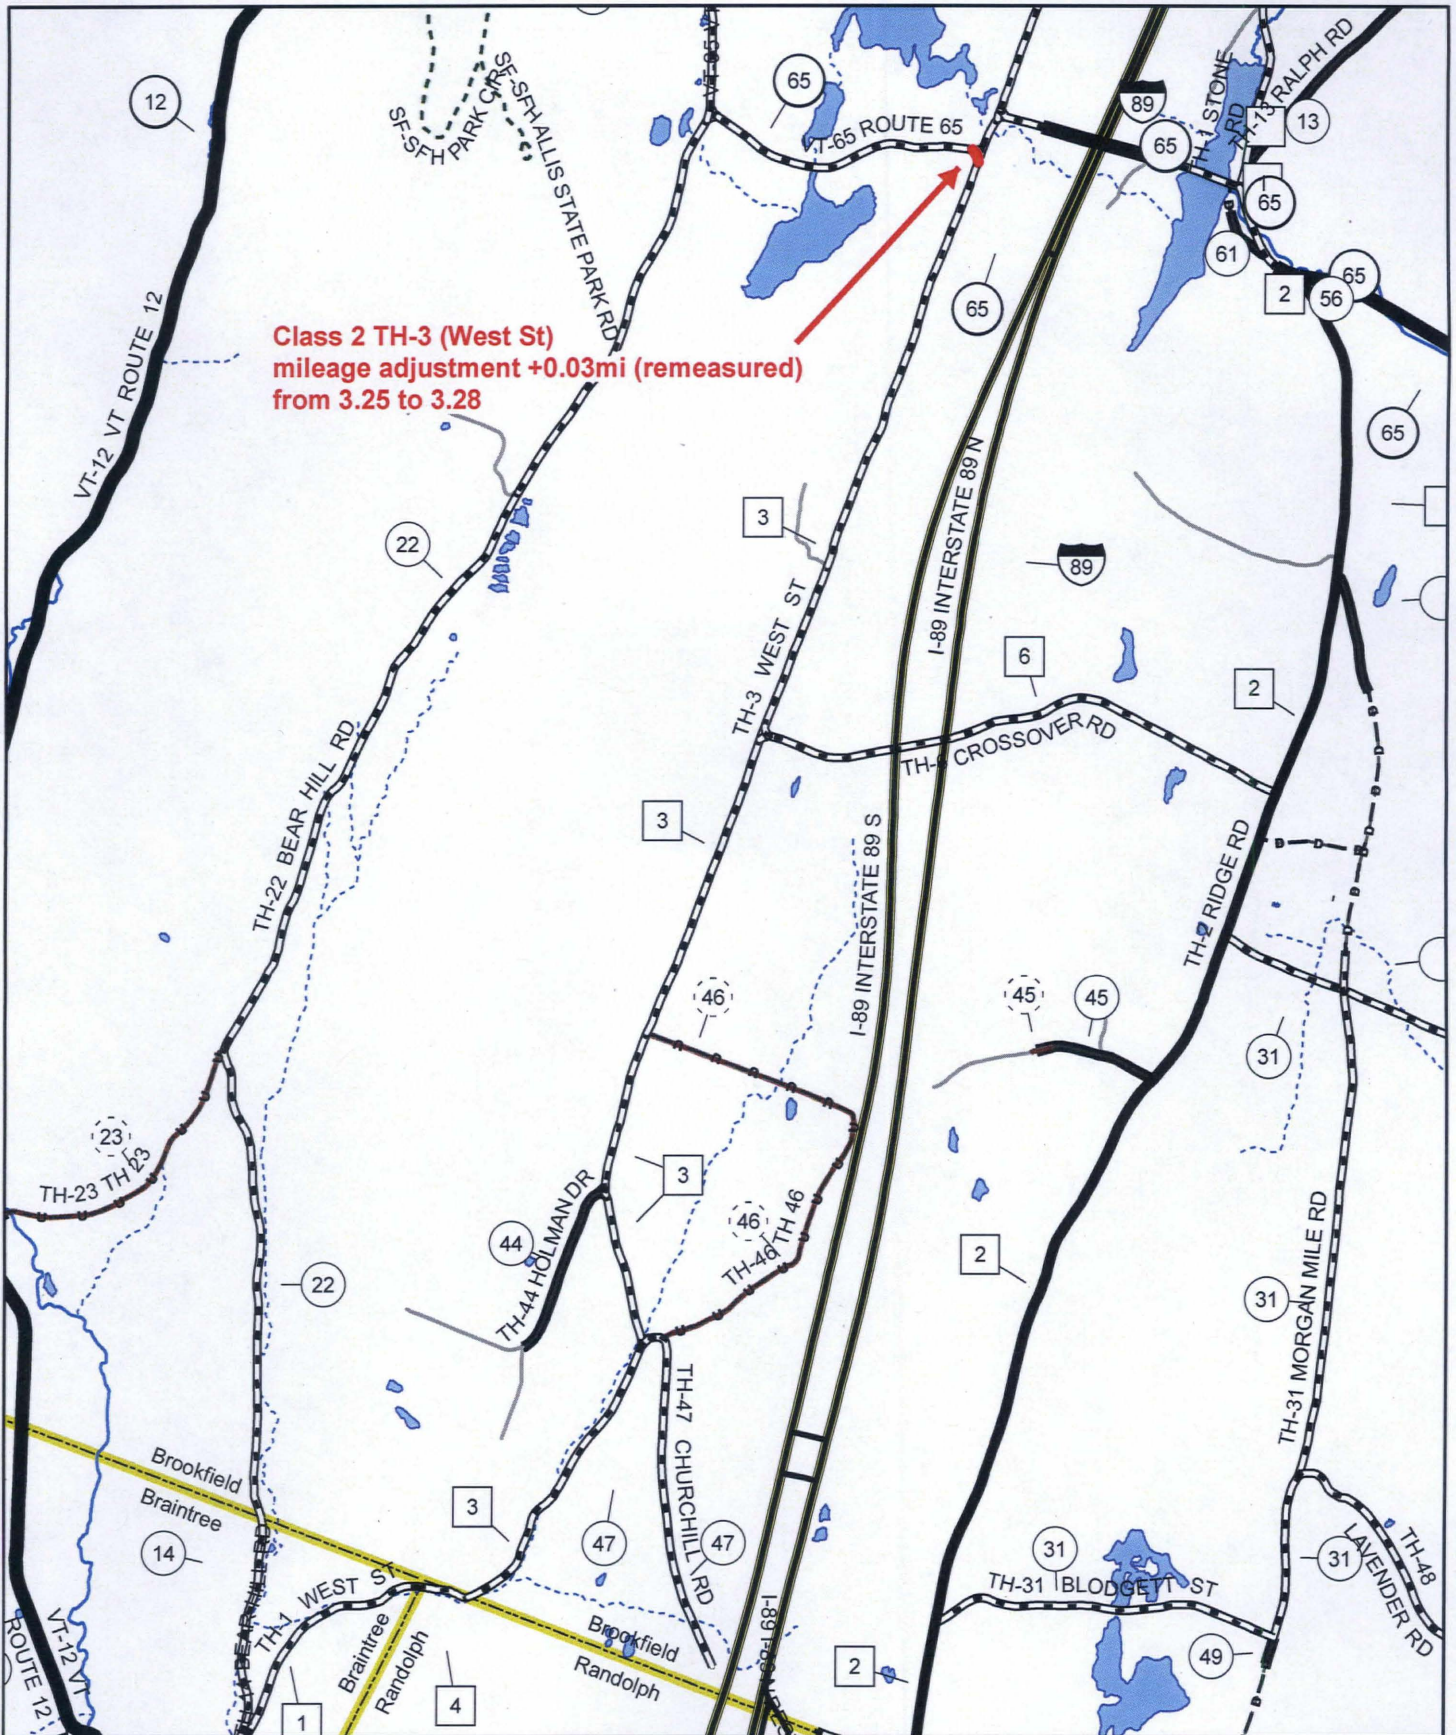 12
SF-SFH PARK CIR
SF-SFH ALLIS STATE PARK RD
65
VT-65 ROUTE 65
89
65
13
RALPH RD
STONE RD
65
61
2
56
65
65
65
VT-12 VT ROUTE 12
Class 2 TH-3 (West St)
mileage adjustment +0.03mi (remeasured)
from 3.25 to 3.28
22
3
I-89 INTERSTATE 89 N
89
TH-3 WEST ST
6
2
TH-6 CROSSOVER RD
TH-22 BEAR HILL RD
3
I-89 INTERSTATE 89 S
TH-2 RIDGE RD
46
45
45
31
23
TH-23 TH 23
3
44
TH-44 HOLMAN DR
46
TH-46 TH 46
2
22
31
TH-31 MORGAN MILE RD
TH-47 CHURCHILL RD
Brookfield
Braintree
3
47
47
14
31
TH-31 BLODGETT ST
31
TH-48
LAVENDER RD
TH-1 WEST ST
Brookfield
Randolph
Braintree
Randolph
49
2
VT-12 VT
ROUTE 12
1
4